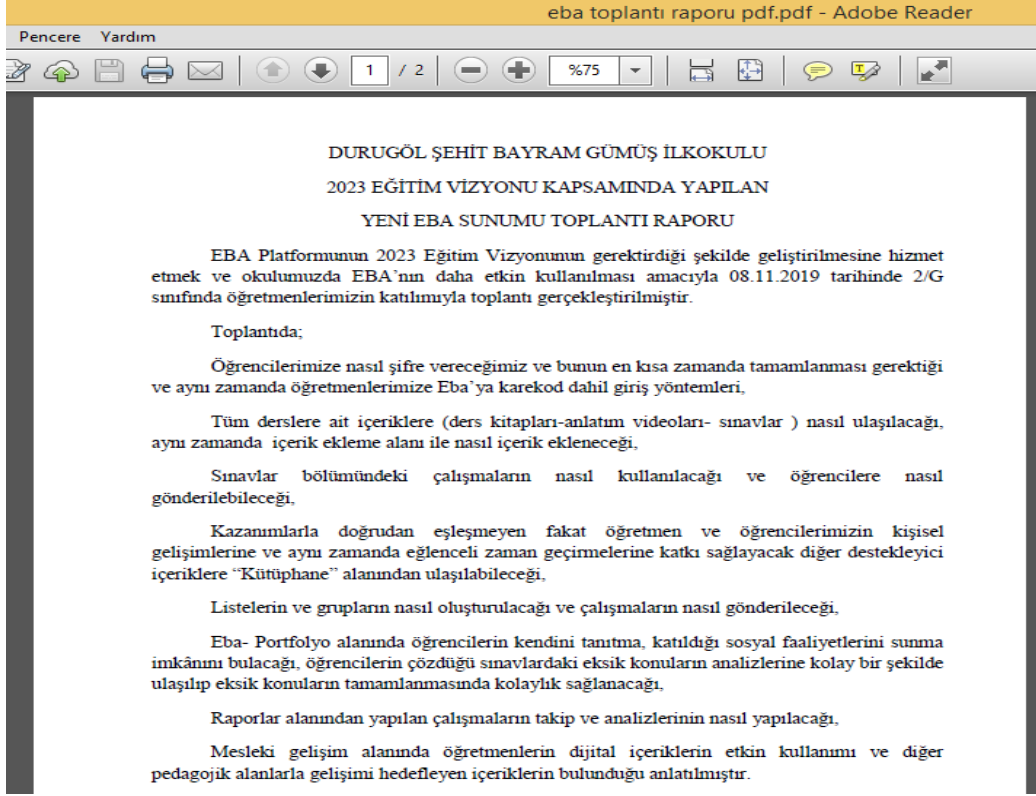 eba toplantı raporu pdf.pdf - Adobe Reader
Pencere Yardım
1 / 2 %75
DURUGÖL ŞEHİT BAYRAM GÜMÜŞ İLKOKULU
2023 EĞİTİM VİZYONU KAPSAMINDA YAPILAN
YENİ EBA SUNUMU TOPLANTI RAPORU
EBA Platformunun 2023 Eğitim Vizyonunun gerektirdiği şekilde geliştirilmesine hizmet
etmek ve okulumuzda EBA'nın daha etkin kullanılması amacıyla 08.11.2019 tarihinde 2/G
sınıfında öğretmenlerimizin katılımıyla toplantı gerçekleştirilmiştir.
Toplantıda;
Öğrencilerimize nasıl şifre vereceğimiz ve bunun en kısa zamanda tamamlanması gerektiği
ve aynı zamanda öğretmenlerimize Eba'ya karekod dahil giriş yöntemleri,
Tüm derslere ait içeriklere (ders kitapları-anlatım videoları- sınavlar ) nasıl ulaşılacağı,
aynı zamanda içerik ekleme alanı ile nasıl içerik ekleneceği,
Sınavlar bölümündeki çalışmaların nasıl kullanılacağı ve öğrencilere nasıl
gönderilebileceği,
Kazanımlarla doğrudan eşleşmeyen fakat öğretmen ve öğrencilerimizin kişisel
gelişimlerine ve aynı zamanda eğlenceli zaman geçirmelerine katkı sağlayacak diğer destekleyici
içeriklere “Kütüphane” alanından ulaşılabileceği,
Listelerin ve grupların nasıl oluşturulacağı ve çalışmaların nasıl gönderileceği,
Eba- Portfolyo alanında öğrencilerin kendini tanıtma, katıldığı sosyal faaliyetlerini sunma
imkânını bulacağı, öğrencilerin çözdüğü sınavlardaki eksik konuların analizlerine kolay bir şekilde
ulaşılıp eksik konuların tamamlanmasında kolaylık sağlanacağı,
Raporlar alanından yapılan çalışmaların takip ve analizlerinin nasıl yapılacağı,
Mesleki gelişim alanında öğretmenlerin dijital içeriklerin etkin kullanımı ve diğer
pedagojik alanlarla gelişimi hedefleyen içeriklerin bulunduğu anlatılmıştır.